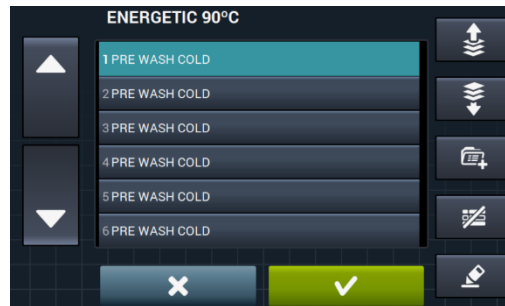 ENERGETIC 90ºC
1 PRE WASH COLD
2 PRE WASH COLD
3 PRE WASH COLD
4 PRE WASH COLD
5 PRE WASH COLD
6 PRE WASH COLD